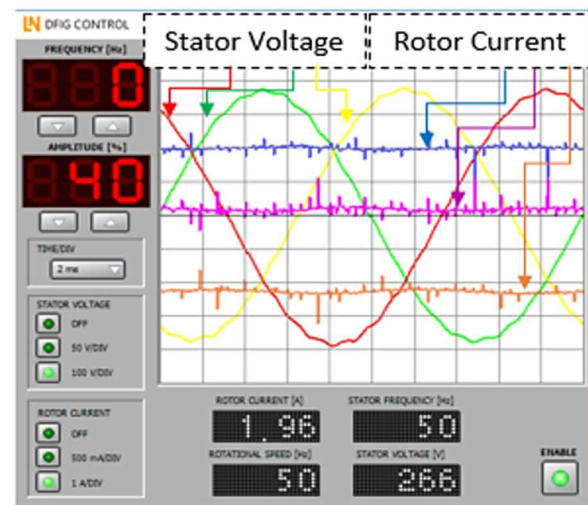 LN DFIG CONTROL
Stator Voltage
Rotor Current
FREQUENCY [Hz]
0
AMPLITUDE [%]
40
TIME/DIV
2 ms
STATOR VOLTAGE
OFF
50 V/DIV
100 V/DIV
ROTOR CURRENT
OFF
500 mA/DIV
1 A/DIV
ROTOR CURRENT [A]
1.96
STATOR FREQUENCY [Hz]
50
ROTATIONAL SPEED [Hz]
50
STATOR VOLTAGE [V]
266
ENABLE